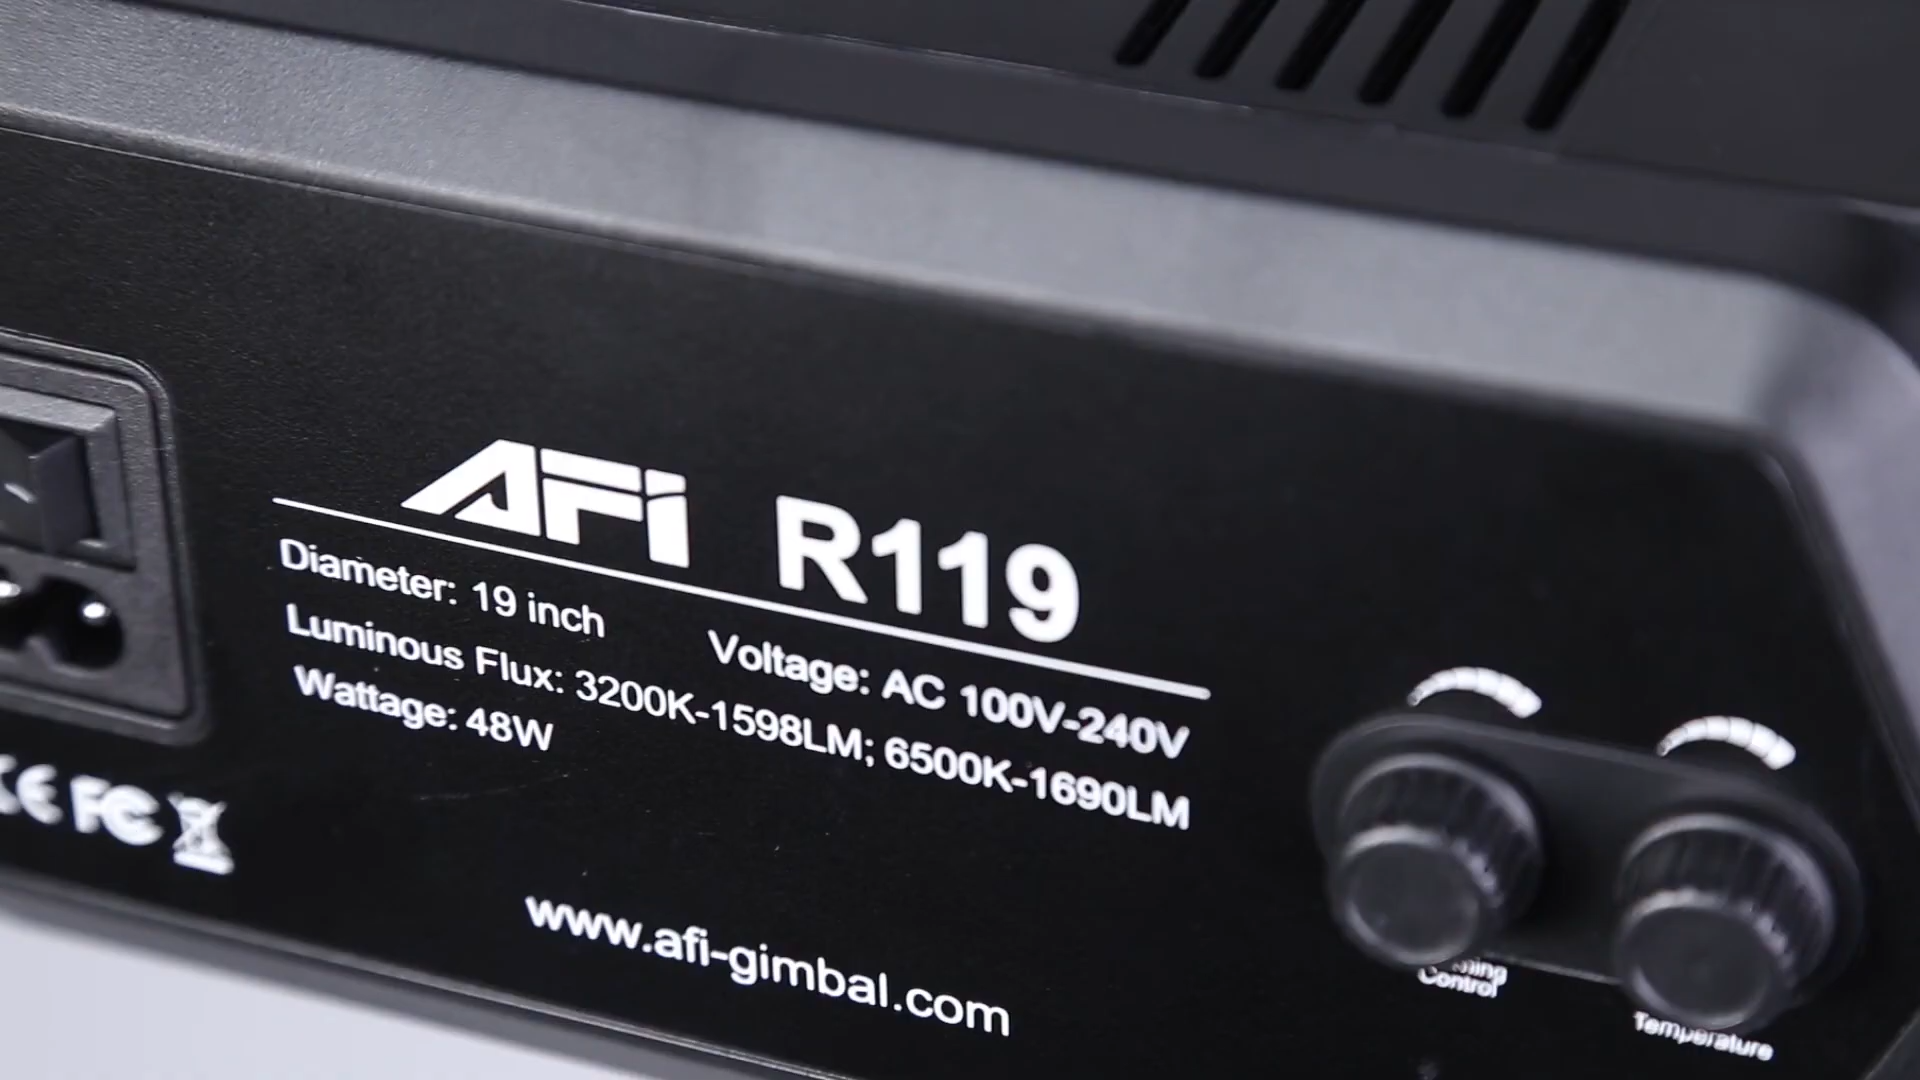 AFI R119
Diameter: 19 inch Voltage: AC 100V-240V
Luminous Flux: 3200K-1598LM; 6500K-1690LM
Wattage: 48W
CE FC
www.afi-gimbal.com
Control
Temperature